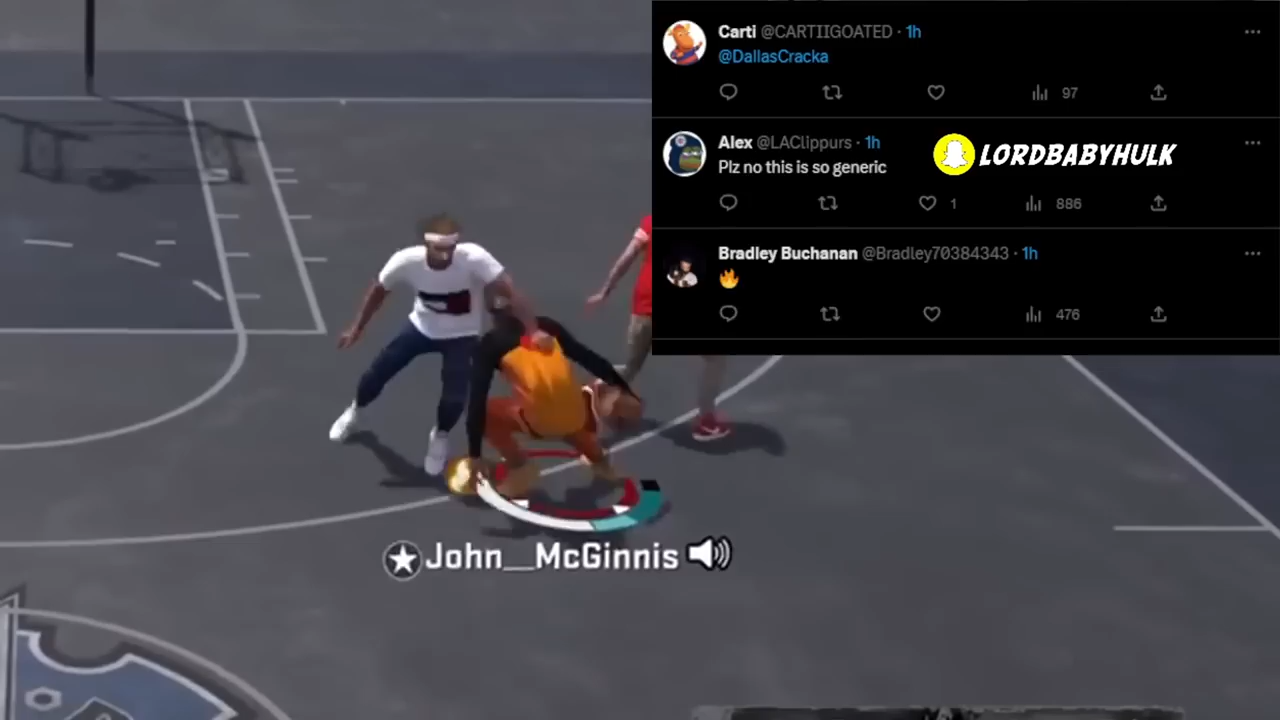 Carti @CARTIIGOATED · 1h
@DallasCracka
97
Alex @LAClippurs · 1h
Plz no this is so generic
LORDBABYHULK
1 886
Bradley Buchanan @Bradley70384343 · 1h
🔥
476
John__McGinnis